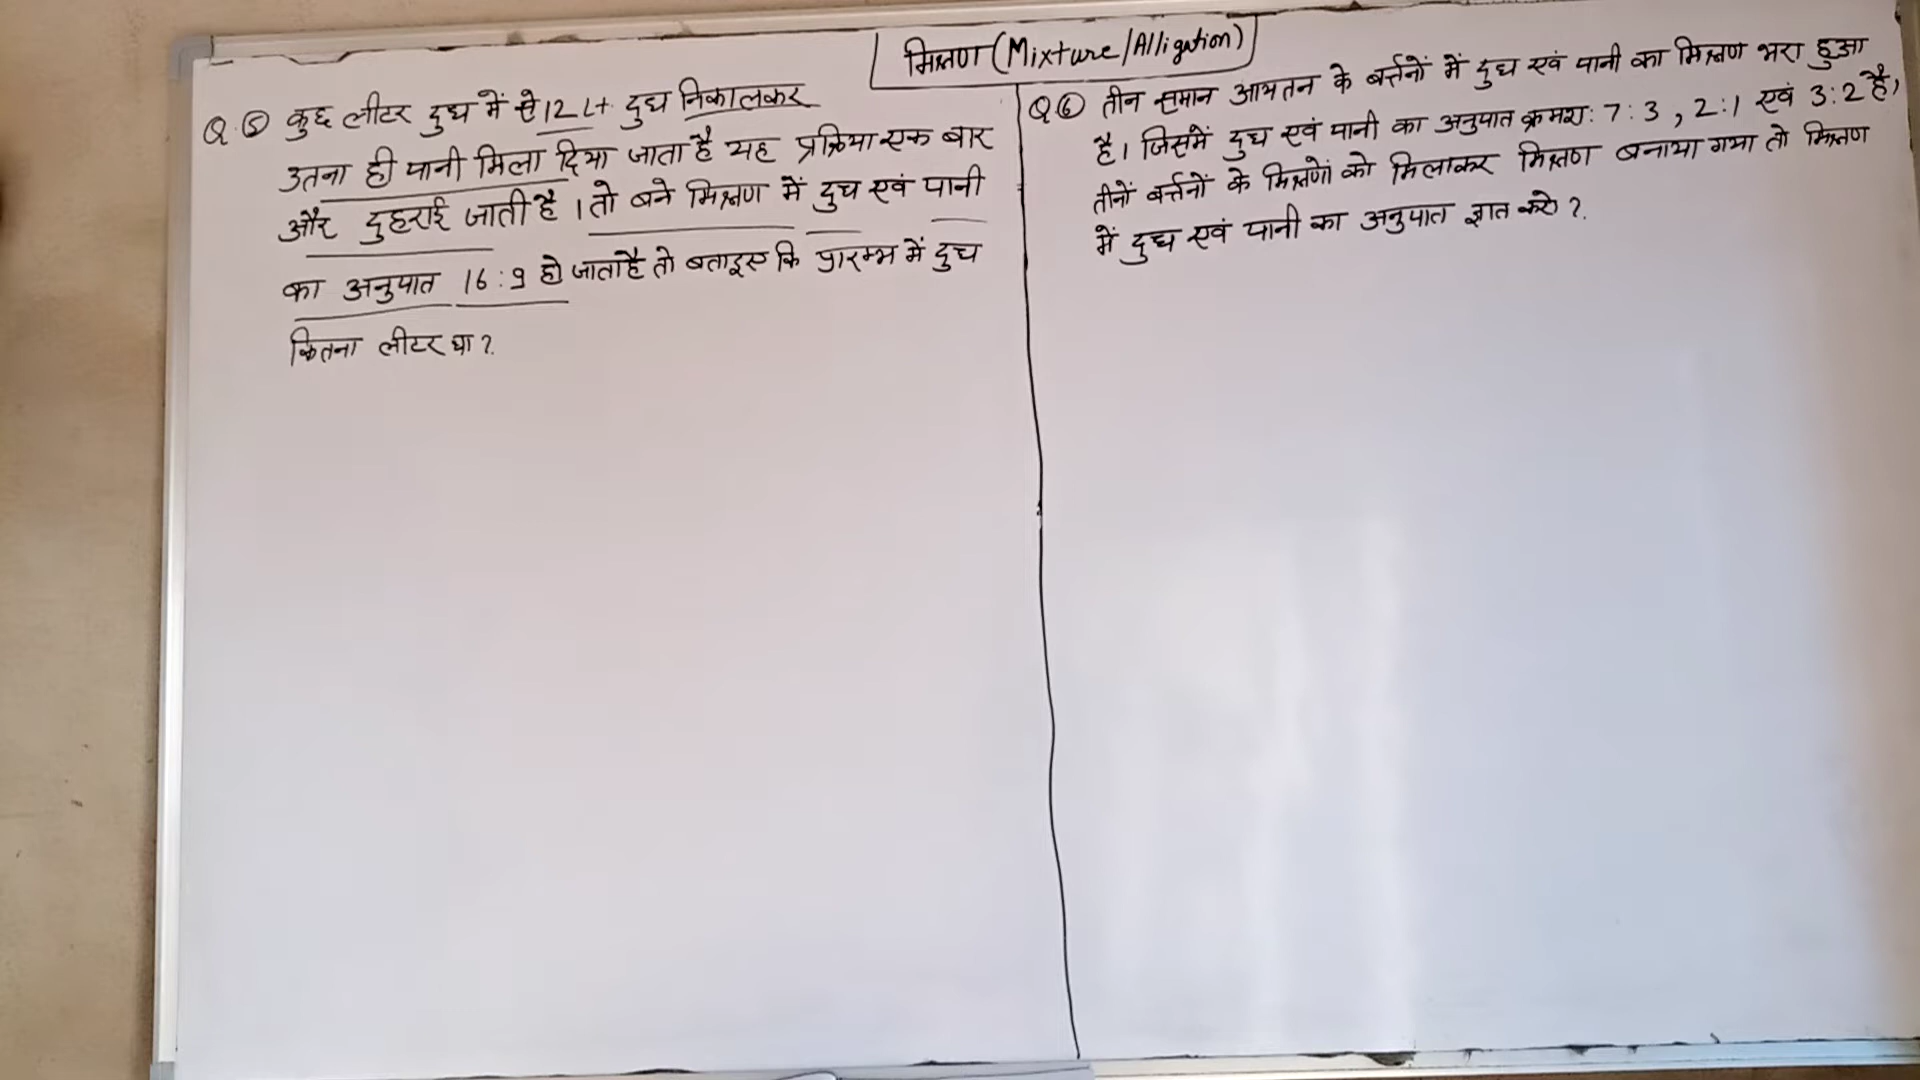 मिश्रण (Mixture/Alligation)
Q.⑤ कुछ लीटर दुध में से 12 Lt. दुध निकालकर
उतना ही पानी मिला दिया जाता है यह प्रक्रिया एक बार
और दुहराई जाती है । तो बने मिश्रण में दुध एवं पानी
का अनुपात 16:9 हो जाता है तो बताइए कि प्रारम्भ में दुध
कितना लीटर था ?
Q⑥ तीन समान आयतन के बर्त्तनों में दुध एवं पानी का मिश्रण भरा हुआ
है। जिसमें दुध एवं पानी का अनुपात क्रमश: 7:3, 2:1 एवं 3:2 है,
तीनों बर्त्तनों के मिश्रणों को मिलाकर मिश्रण बनाया गया तो मिश्रण
में दुध एवं पानी का अनुपात ज्ञात करो ?